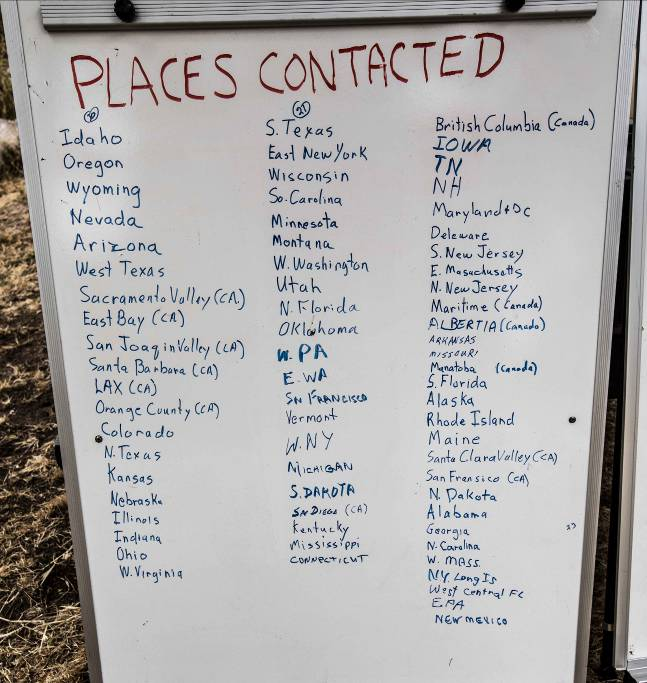 PLACES CONTACTED
Idaho
Oregon
Wyoming
Nevada
Arizona
West Texas
Sacramento Valley (CA)
East Bay (CA)
San Joaquin Valley (CA)
Santa Barbara (CA)
LAX (CA)
Orange County (CA)
Colorado
N. Texas
Kansas
Nebraska
Illinois
Indiana
Ohio
W. Virginia
21
S. Texas
East New York
Wisconsin
So. Carolina
Minnesota
Montana
W. Washington
Utah
N. Florida
Oklahoma
W. PA
E. WA
SN FRANCISCO
Vermont
W. NY
MICHIGAN
S. DAKOTA
SN DIEGO (CA)
Kentucky
Mississippi
CONNECTICUT
British Columbia (Canada)
IOWA
TN
NH
Maryland + DC
Deleware
S. New Jersey
E. Masachusetts
N. New Jersey
Maritime (Canada)
ALBERTIA (Canada)
ARKANSAS
MISSOURI
Manatoba (Canada)
S. Florida
Alaska
Rhode Island
Maine
Santa Clara Valley (CA)
San Fransico (CA)
N. Dakota
Alabama
Georgia
N. Carolina
W. MASS.
NY. Long Is
West Central FL
E. PA
NEW MEXICO